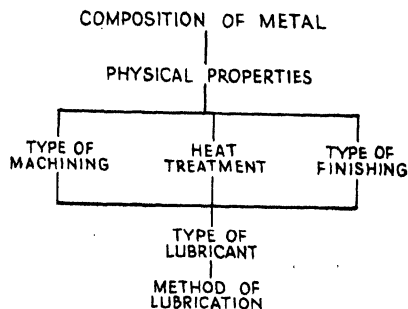 COMPOSITION OF METAL
PHYSICAL PROPERTIES
TYPE OF
MACHINING
HEAT
TREATMENT
TYPE OF
FINISHING
TYPE OF
LUBRICANT
METHOD OF
LUBRICATION